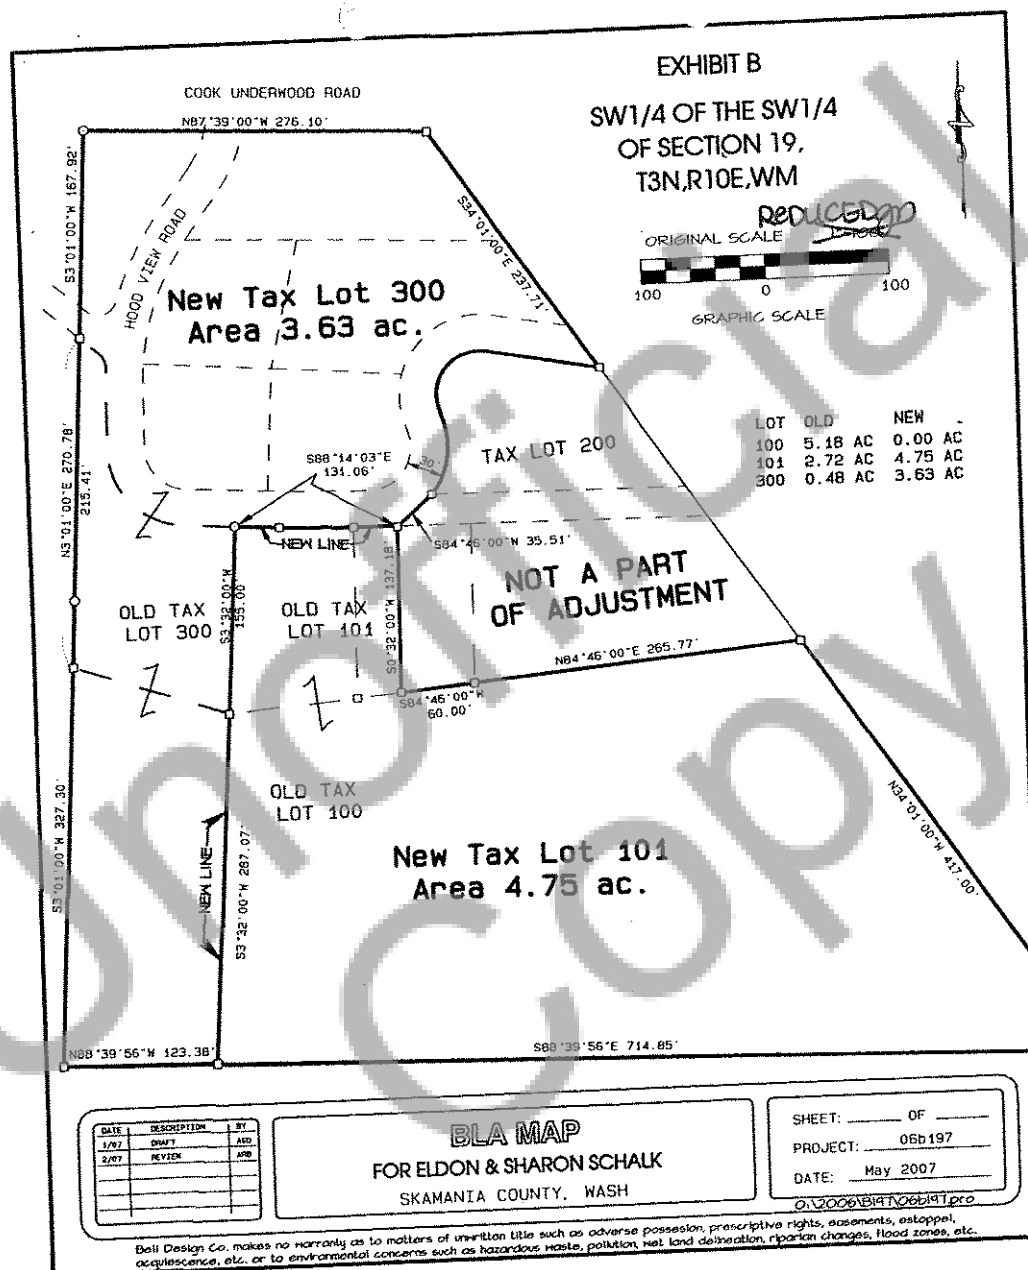 EXHIBIT B
SW1/4 OF THE SW1/4
OF SECTION 19,
T3N,R10E,WM
REDUCED
ORIGINAL SCALE
100 0 100
GRAPHIC SCALE
COOK UNDERWOOD ROAD
N87°39'00"W 276.10'
S3°01'00"W 167.92'
HOOD VIEW ROAD
S34°01'00"E 237.71'
New Tax Lot 300
Area 3.63 ac.
LOT OLD NEW
100 5.18 AC 0.00 AC
101 2.72 AC 4.75 AC
300 0.48 AC 3.63 AC
N3°01'00"E 270.78'
215.41'
S88°14'03"E
131.06'
30'
TAX LOT 200
NEW LINE
S84°46'00"W 35.51'
NOT A PART
OF ADJUSTMENT
OLD TAX
LOT 300
S3°32'00"W
155.00'
OLD TAX
LOT 101
S0°32'00"W 137.18'
N84°46'00"E 265.77'
S84°46'00"W
60.00'
OLD TAX
LOT 100
S3°01'00"W 327.30'
NEW LINE
S3°32'00"W 287.07'
New Tax Lot 101
Area 4.75 ac.
N34°01'00"W 417.00'
N88°39'56"W 123.38'
S88°39'56"E 714.85'
DATE DESCRIPTION BY
1/07 DRAFT
2/07 REVIEW
BLA MAP
FOR ELDON & SHARON SCHALK
SKAMANIA COUNTY, WASH
SHEET: OF
PROJECT: 06b197
DATE: May 2007
O:\2006\B197\06b197.pro
Bell Design Co. makes no warranty as to matters of unwritten title such as adverse possesion, prescriptive rights, easements, estoppel,
acquiescence, etc. or to environmental concerns such as hazardous waste, pollution, wet land delineation, riparian changes, flood zones, etc.
Unofficial
Copy